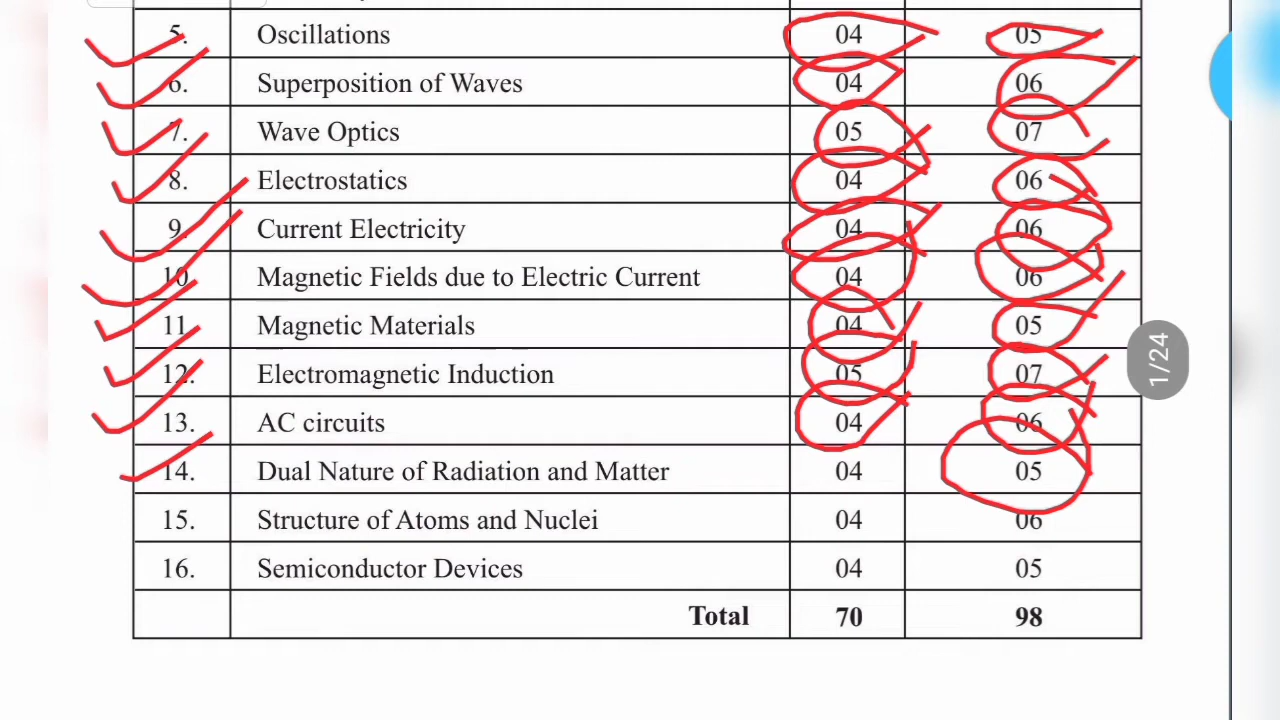 5. Oscillations 04 05
6. Superposition of Waves 04 06
7. Wave Optics 05 07
8. Electrostatics 04 06
9. Current Electricity 04 06
10. Magnetic Fields due to Electric Current 04 06
11. Magnetic Materials 04 05
12. Electromagnetic Induction 05 07
13. AC circuits 04 06
14. Dual Nature of Radiation and Matter 04 05
15. Structure of Atoms and Nuclei 04 06
16. Semiconductor Devices 04 05
Total 70 98
1/24